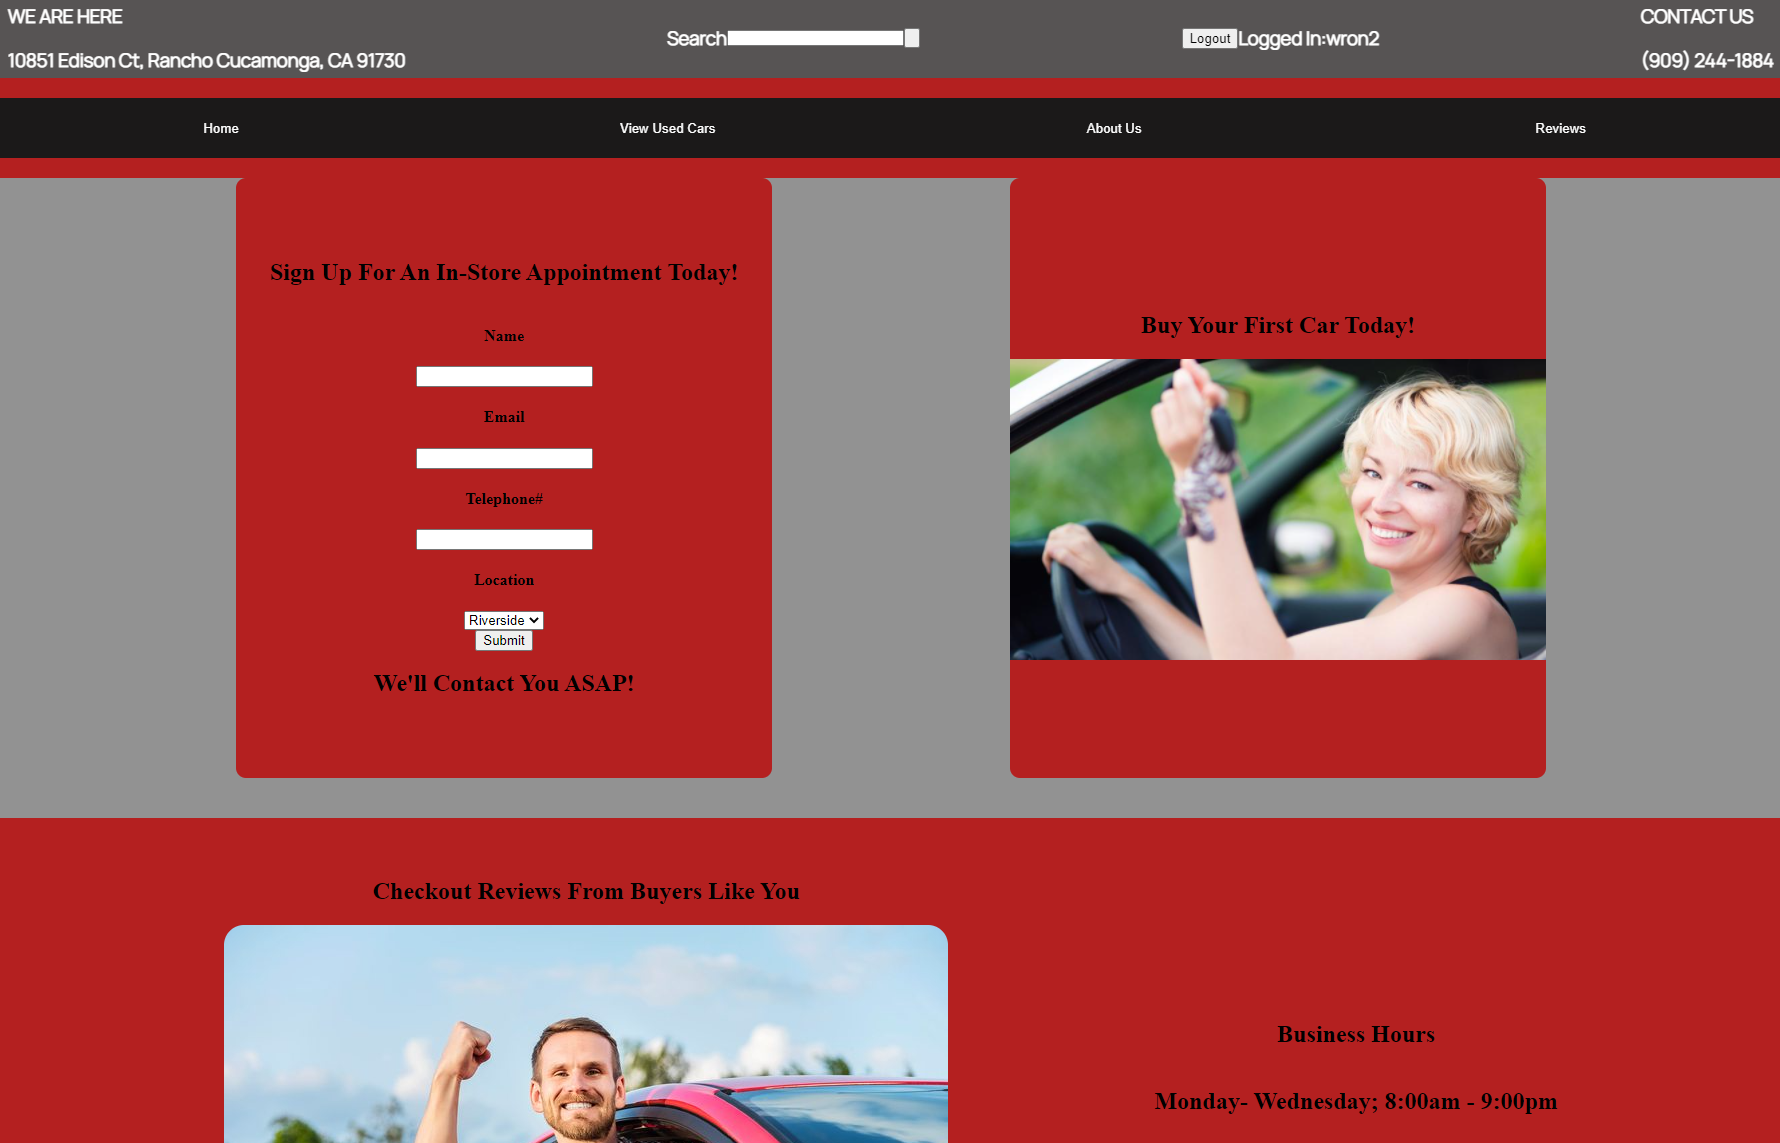 WE ARE HERE
10851 Edison Ct, Rancho Cucamonga, CA 91730
Search
Logout Logged In:wron2
CONTACT US
(909) 244-1884
Home
View Used Cars
About Us
Reviews
Sign Up For An In-Store Appointment Today!
Name
Email
Telephone#
Location
Riverside
Submit
We'll Contact You ASAP!
Buy Your First Car Today!
Checkout Reviews From Buyers Like You
Business Hours
Monday- Wednesday; 8:00am - 9:00pm